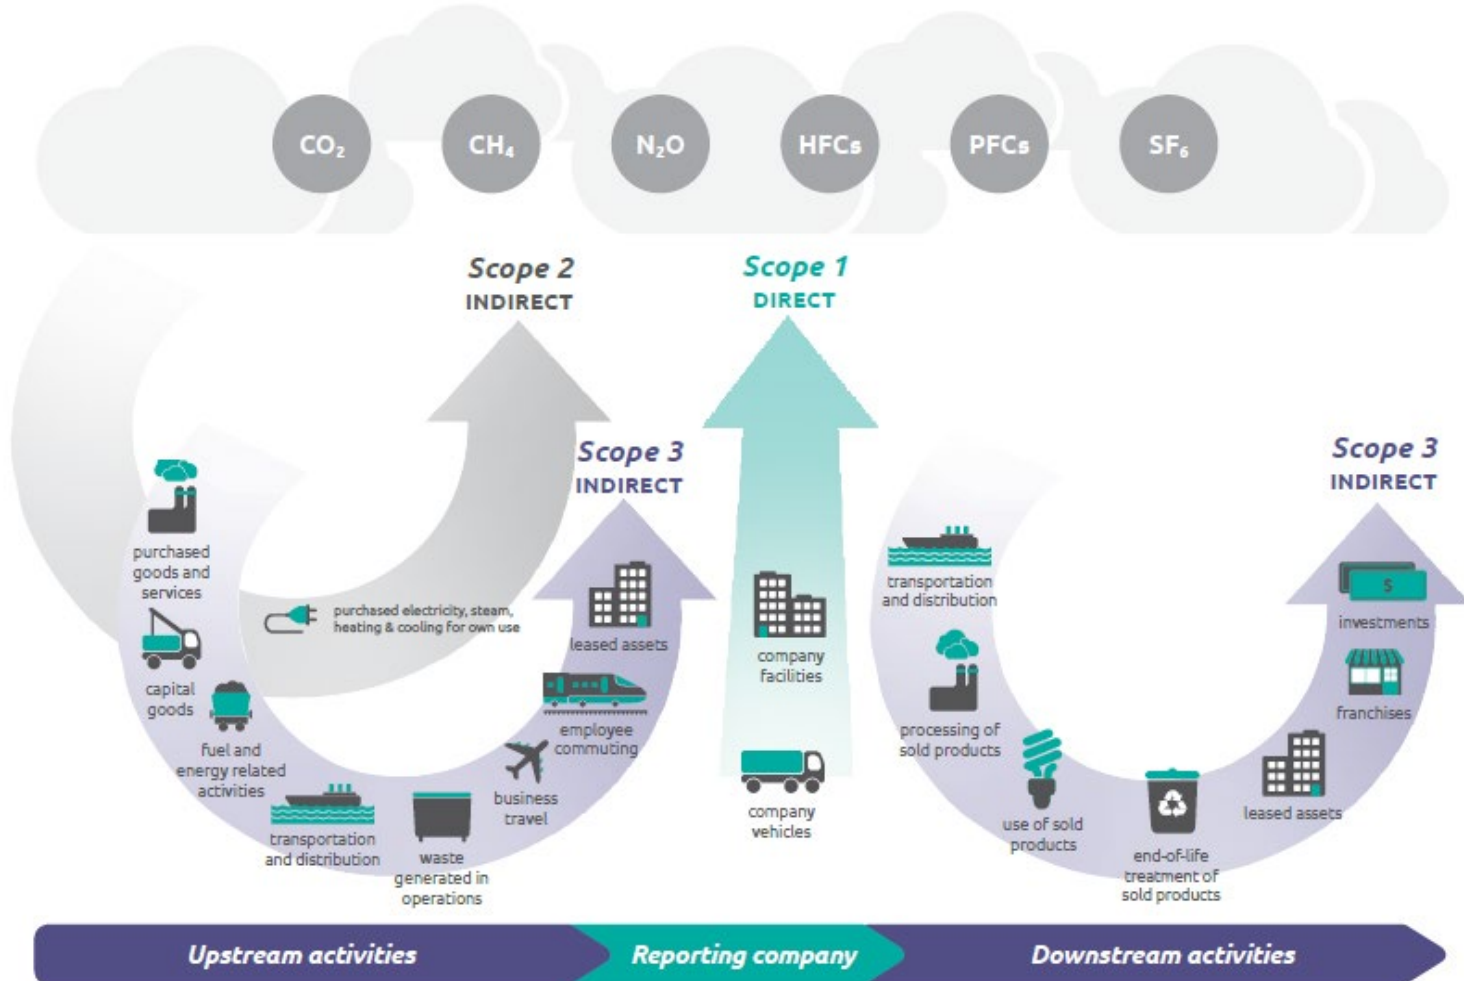 CO₂
CH₄
N₂O
HFCs
PFCs
SF₆
Scope 2
INDIRECT
Scope 1
DIRECT
Scope 3
INDIRECT
Scope 3
INDIRECT
purchased
goods and
services
capital
goods
fuel and
energy related
activities
transportation
and distribution
waste
generated in
operations
business
travel
employee
commuting
leased assets
purchased electricity, steam,
heating & cooling for own use
company
facilities
company
vehicles
transportation
and distribution
processing of
sold products
use of sold
products
end-of-life
treatment of
sold products
leased assets
franchises
$
investments
Upstream activities
Reporting company
Downstream activities